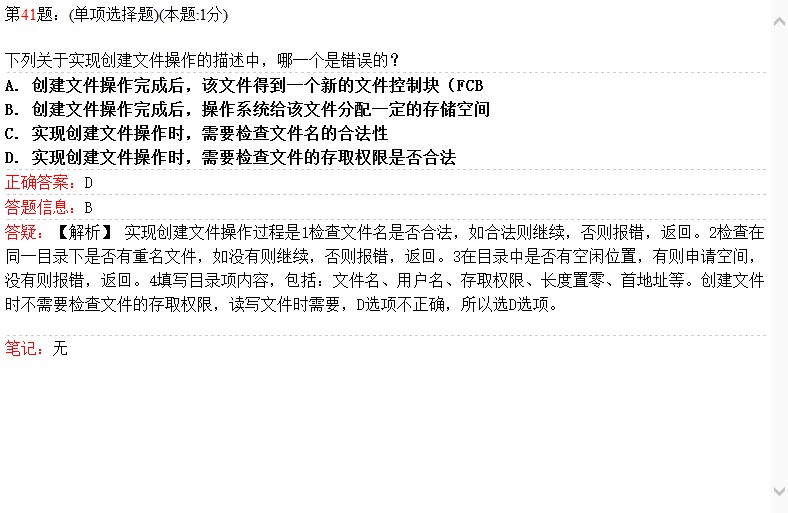 第41题：(单项选择题)(本题:1分)
下列关于实现创建文件操作的描述中，哪一个是错误的？
A. 创建文件操作完成后，该文件得到一个新的文件控制块（FCB
B. 创建文件操作完成后，操作系统给该文件分配一定的存储空间
C. 实现创建文件操作时，需要检查文件名的合法性
D. 实现创建文件操作时，需要检查文件的存取权限是否合法
正确答案：D
答题信息：B
答疑：【解析】 实现创建文件操作过程是1检查文件名是否合法，如合法则继续，否则报错，返回。2检查在
同一目录下是否有重名文件，如没有则继续，否则报错，返回。3在目录中是否有空闲位置，有则申请空间，
没有则报错，返回。4填写目录项内容，包括：文件名、用户名、存取权限、长度置零、首地址等。创建文件
时不需要检查文件的存取权限，读写文件时需要，D选项不正确，所以选D选项。
笔记：无